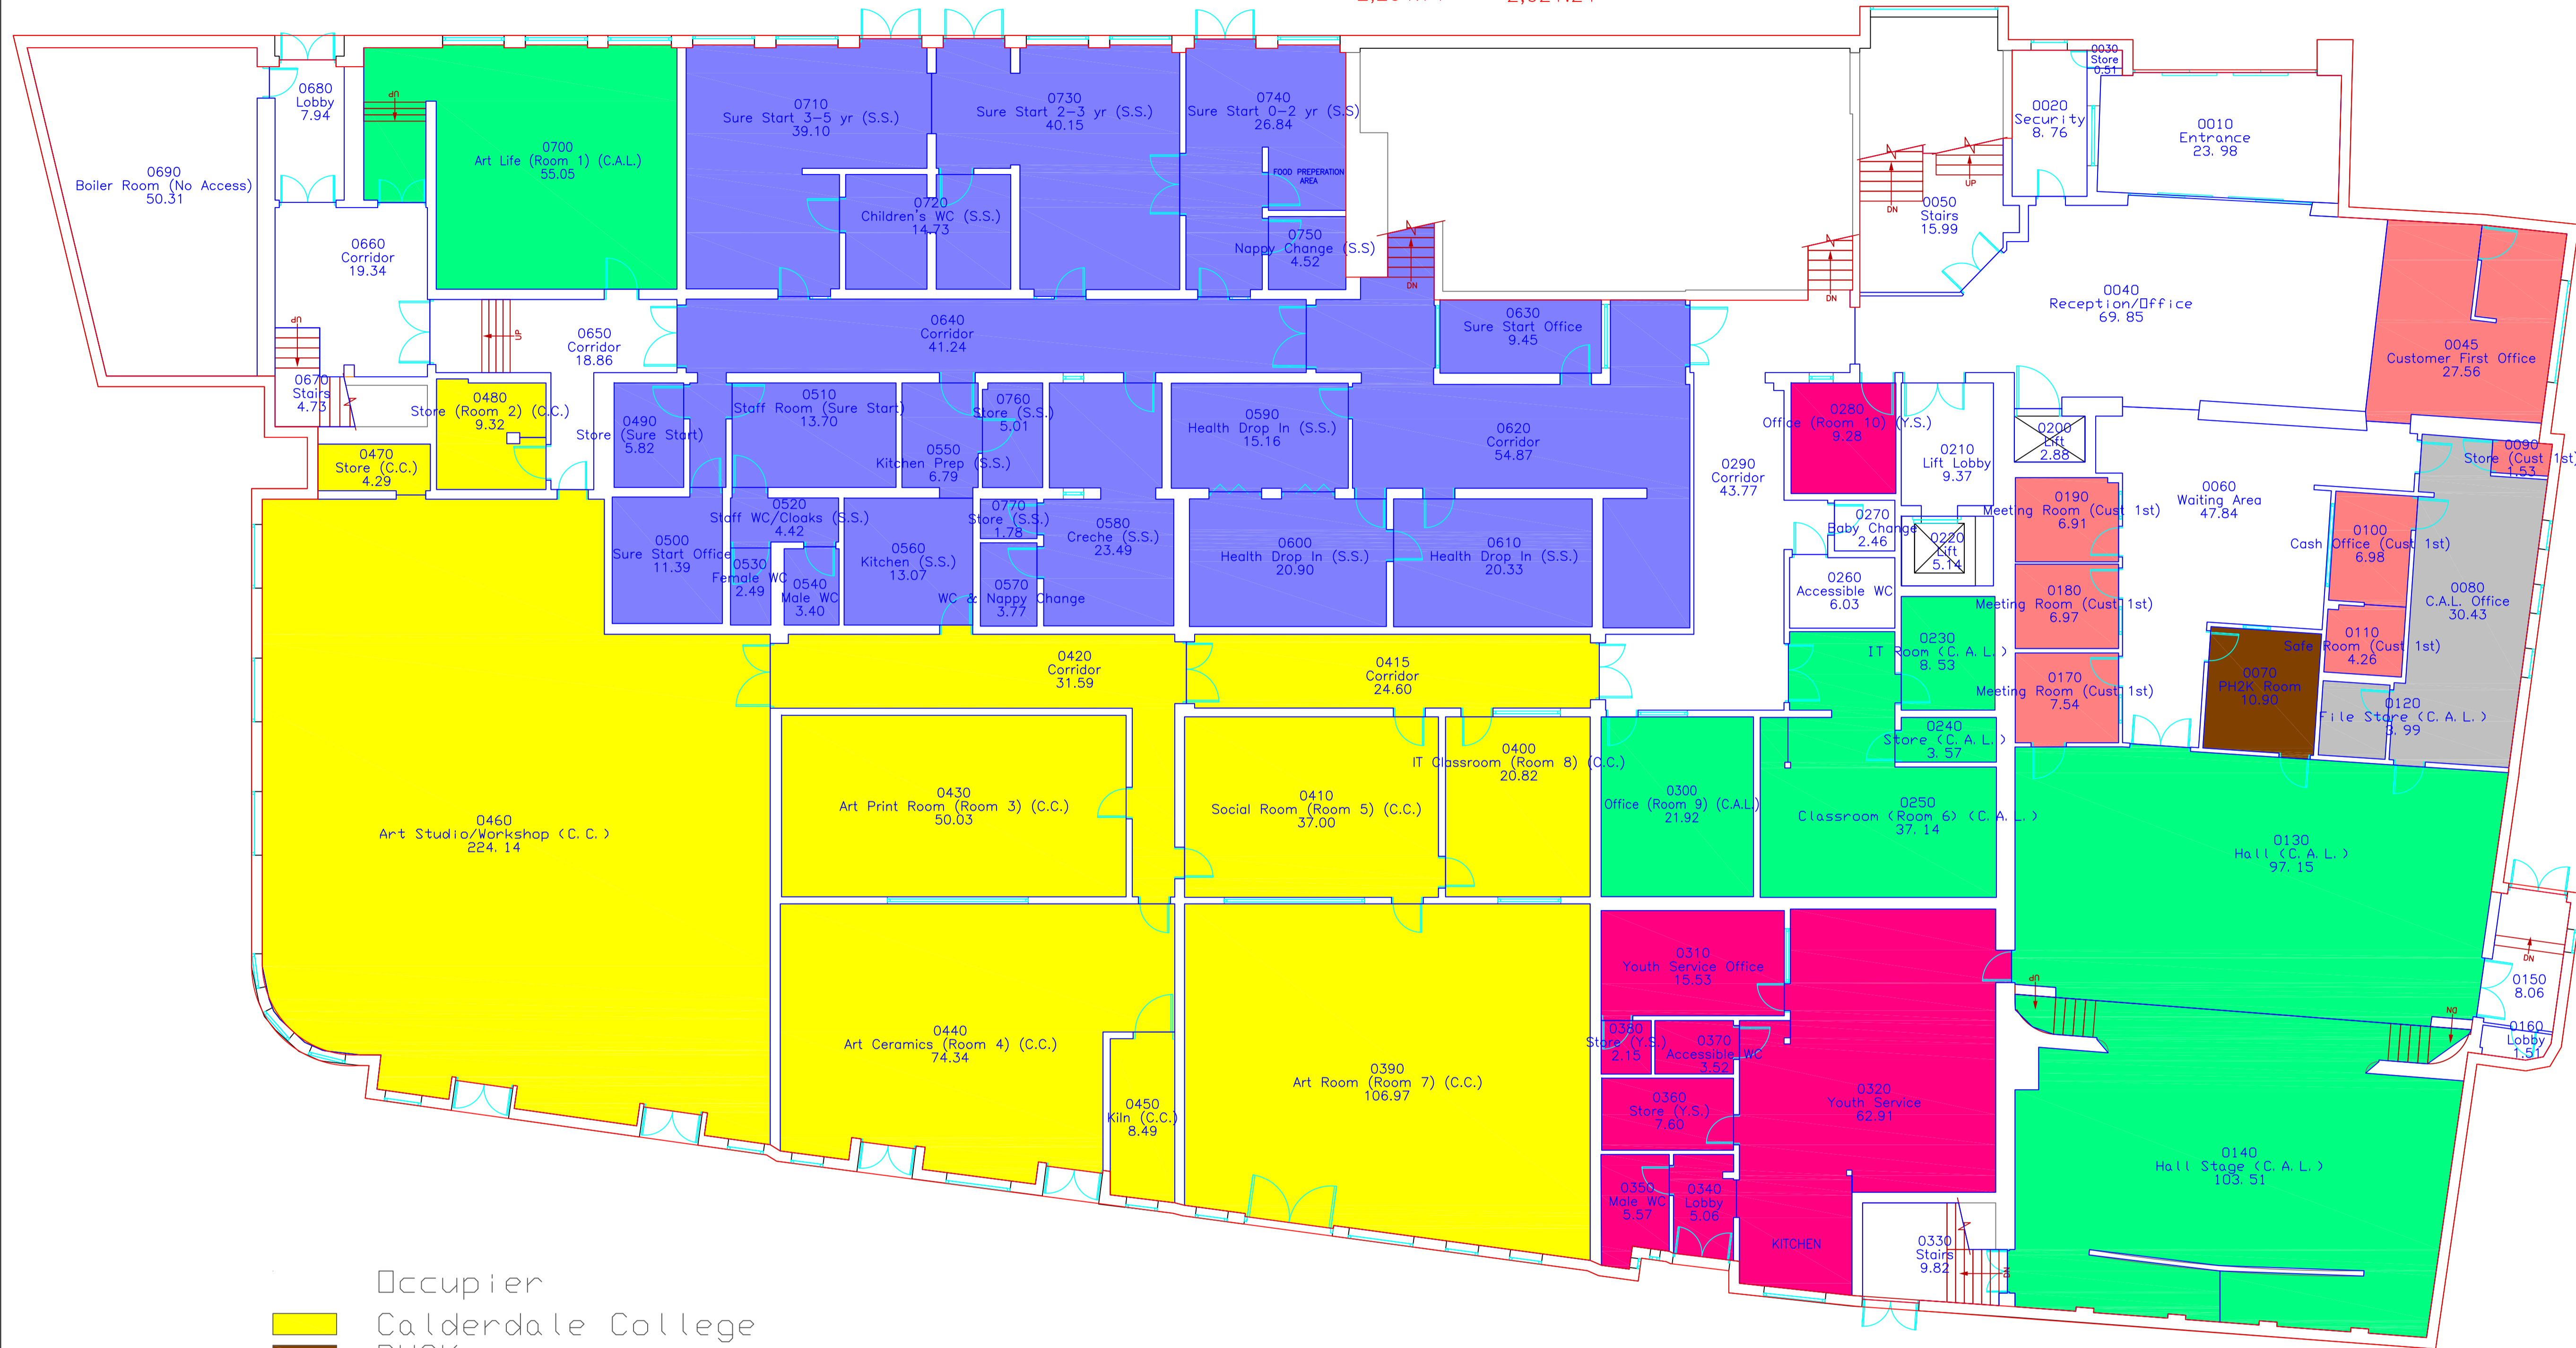 0680
Lobby
7.94
0690
Boiler Room (No Access)
50.31
UP
0700
Art Life (Room 1) (C.A.L.)
55.05
0660
Corridor
19.34
0710
Sure Start 3-5 yr (S.S.)
39.10
0730
Sure Start 2-3 yr (S.S.)
40.15
0740
Sure Start 0-2 yr (S.S)
26.84
FOOD PREPERATION
AREA
0720
Children's WC (S.S.)
14.73
0750
Nappy Change (S.S)
4.52
DN
DN
DN
UP
0050
Stairs
15.99
0020
Security
8.76
0030
Store
0.51
0010
Entrance
23.98
0040
Reception/Office
69.85
0045
Customer First Office
27.56
UP
0670
Stairs
4.73
UP
0650
Corridor
18.86
0640
Corridor
41.24
0630
Sure Start Office
9.45
0480
Store (Room 2) (C.C.)
9.32
0470
Store (C.C.)
4.29
0490
Store (Sure Start)
5.82
0510
Staff Room (Sure Start)
13.70
0550
Kitchen Prep (S.S.)
6.79
0760
Store (S.S.)
5.01
0590
Health Drop In (S.S.)
15.16
0620
Corridor
54.87
0290
Corridor
43.77
0280
Office (Room 10) (Y.S.)
9.28
0210
Lift Lobby
9.37
0200
Lift
2.88
0060
Waiting Area
47.84
0090
Store (Cust 1st)
1.53
0500
Sure Start Office
11.39
0520
Staff WC/Cloaks (S.S.)
4.42
0530
Female WC
2.49
0540
Male WC
3.40
0560
Kitchen (S.S.)
13.07
0770
Store (S.S.)
1.78
0570
WC & Nappy Change
3.77
0580
Creche (S.S.)
23.49
0600
Health Drop In (S.S.)
20.90
0610
Health Drop In (S.S.)
20.33
0270
Baby Change
2.46
0220
Lift
5.14
0260
Accessible WC
6.03
0190
Meeting Room (Cust 1st)
6.91
0180
Meeting Room (Cust 1st)
6.97
0170
Meeting Room (Cust 1st)
7.54
0100
Cash Office (Cust 1st)
6.98
0110
Safe Room (Cust 1st)
4.26
0080
C.A.L. Office
30.43
0070
PH2K Room
10.90
0120
File Store (C.A.L.)
3.99
0420
Corridor
31.59
0415
Corridor
24.60
0230
IT Room (C.A.L.)
8.53
0240
Store (C.A.L.)
3.57
0460
Art Studio/Workshop (C.C.)
224.14
0430
Art Print Room (Room 3) (C.C.)
50.03
0410
Social Room (Room 5) (C.C.)
37.00
0400
IT Classroom (Room 8) (C.C.)
20.82
0300
Office (Room 9) (C.A.L.)
21.92
0250
Classroom (Room 6) (C.A.L.)
37.14
0130
Hall (C.A.L.)
97.15
DN
0150
8.06
0160
Lobby
1.51
UP
DN
0310
Youth Service Office
15.53
0380
Store (Y.S.)
2.15
0370
Accessible WC
3.52
0440
Art Ceramics (Room 4) (C.C.)
74.34
0450
Kiln (C.C.)
8.49
0390
Art Room (Room 7) (C.C.)
106.97
0360
Store (Y.S.)
7.60
0320
Youth Service
62.91
0350
Male WC
5.57
0340
Lobby
5.06
KITCHEN
0330
Stairs
9.82
DN
0140
Hall Stage (C.A.L.)
103.51
Occupier
Calderdale College